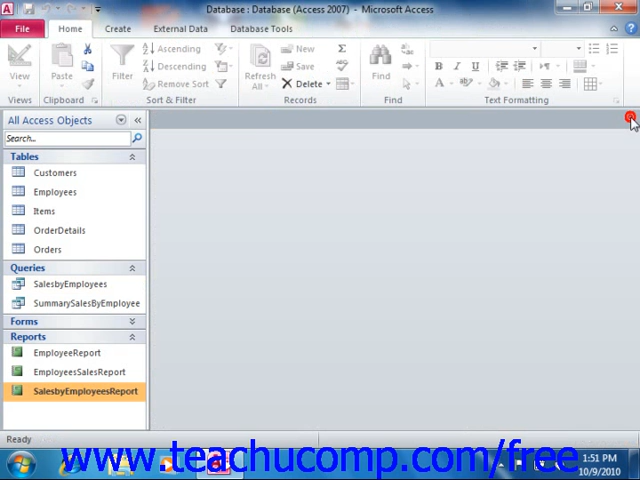 Database : Database (Access 2007) - Microsoft Access
File Home Create External Data Database Tools
View Paste Filter Ascending Descending Remove Sort Refresh All New Save Delete Find
B I U A
Views Clipboard Sort & Filter Records Find Text Formatting
All Access Objects
Search...
Tables
Customers
Employees
Items
OrderDetails
Orders
Queries
SalesbyEmployees
SummarySalesByEmployee
Forms
Reports
EmployeeReport
EmployeesSalesReport
SalesbyEmployeesReport
Ready
www.teachucomp.com/free
1:51 PM
10/9/2010